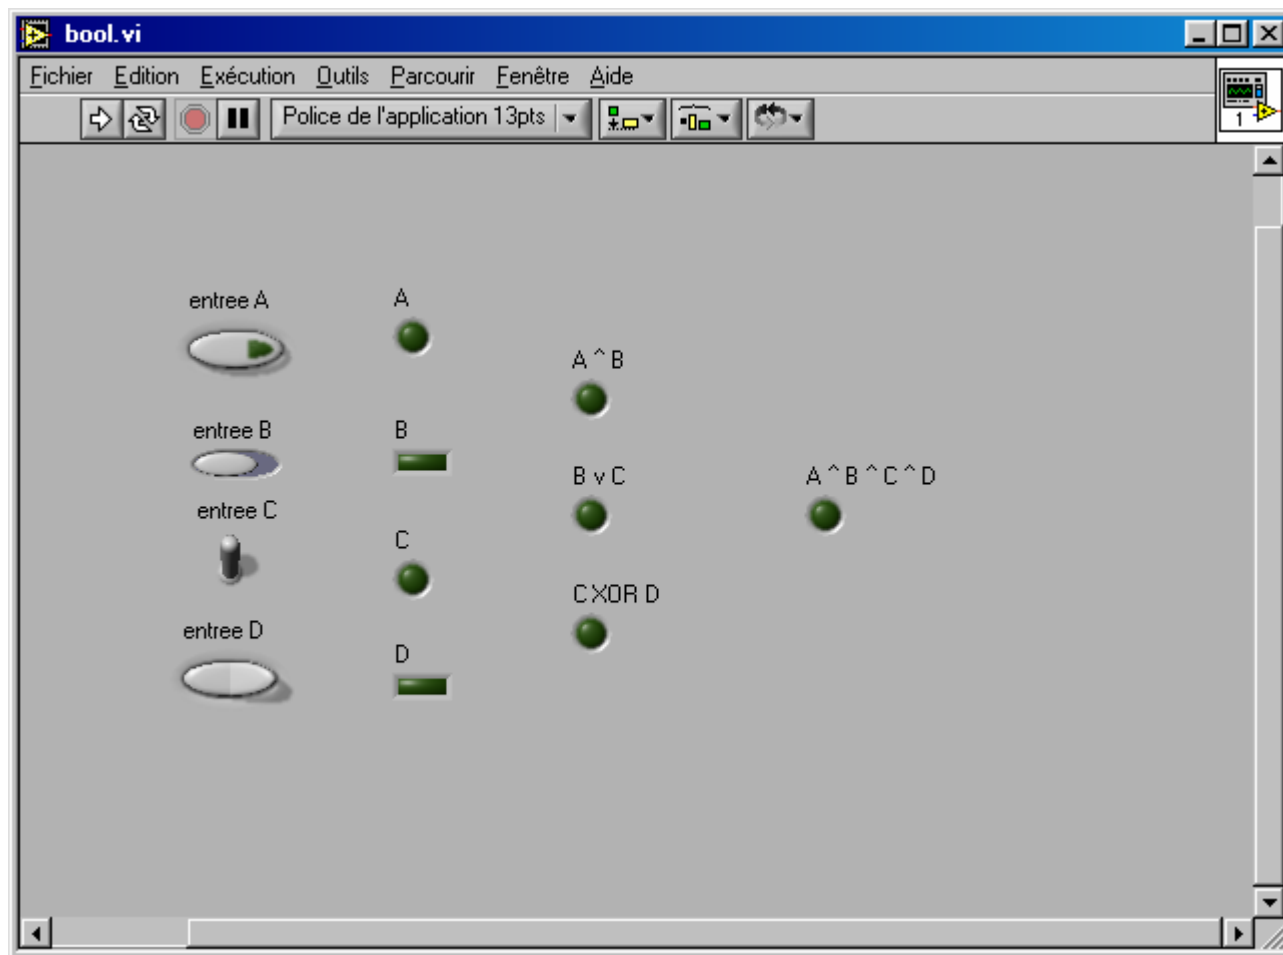 bool.vi
Fichier Edition Exécution Outils Parcourir Fenêtre Aide
Police de l'application 13pts
1
entree A
A
A ^ B
entree B
B
B v C
A ^ B ^ C ^ D
entree C
C
C XOR D
entree D
D